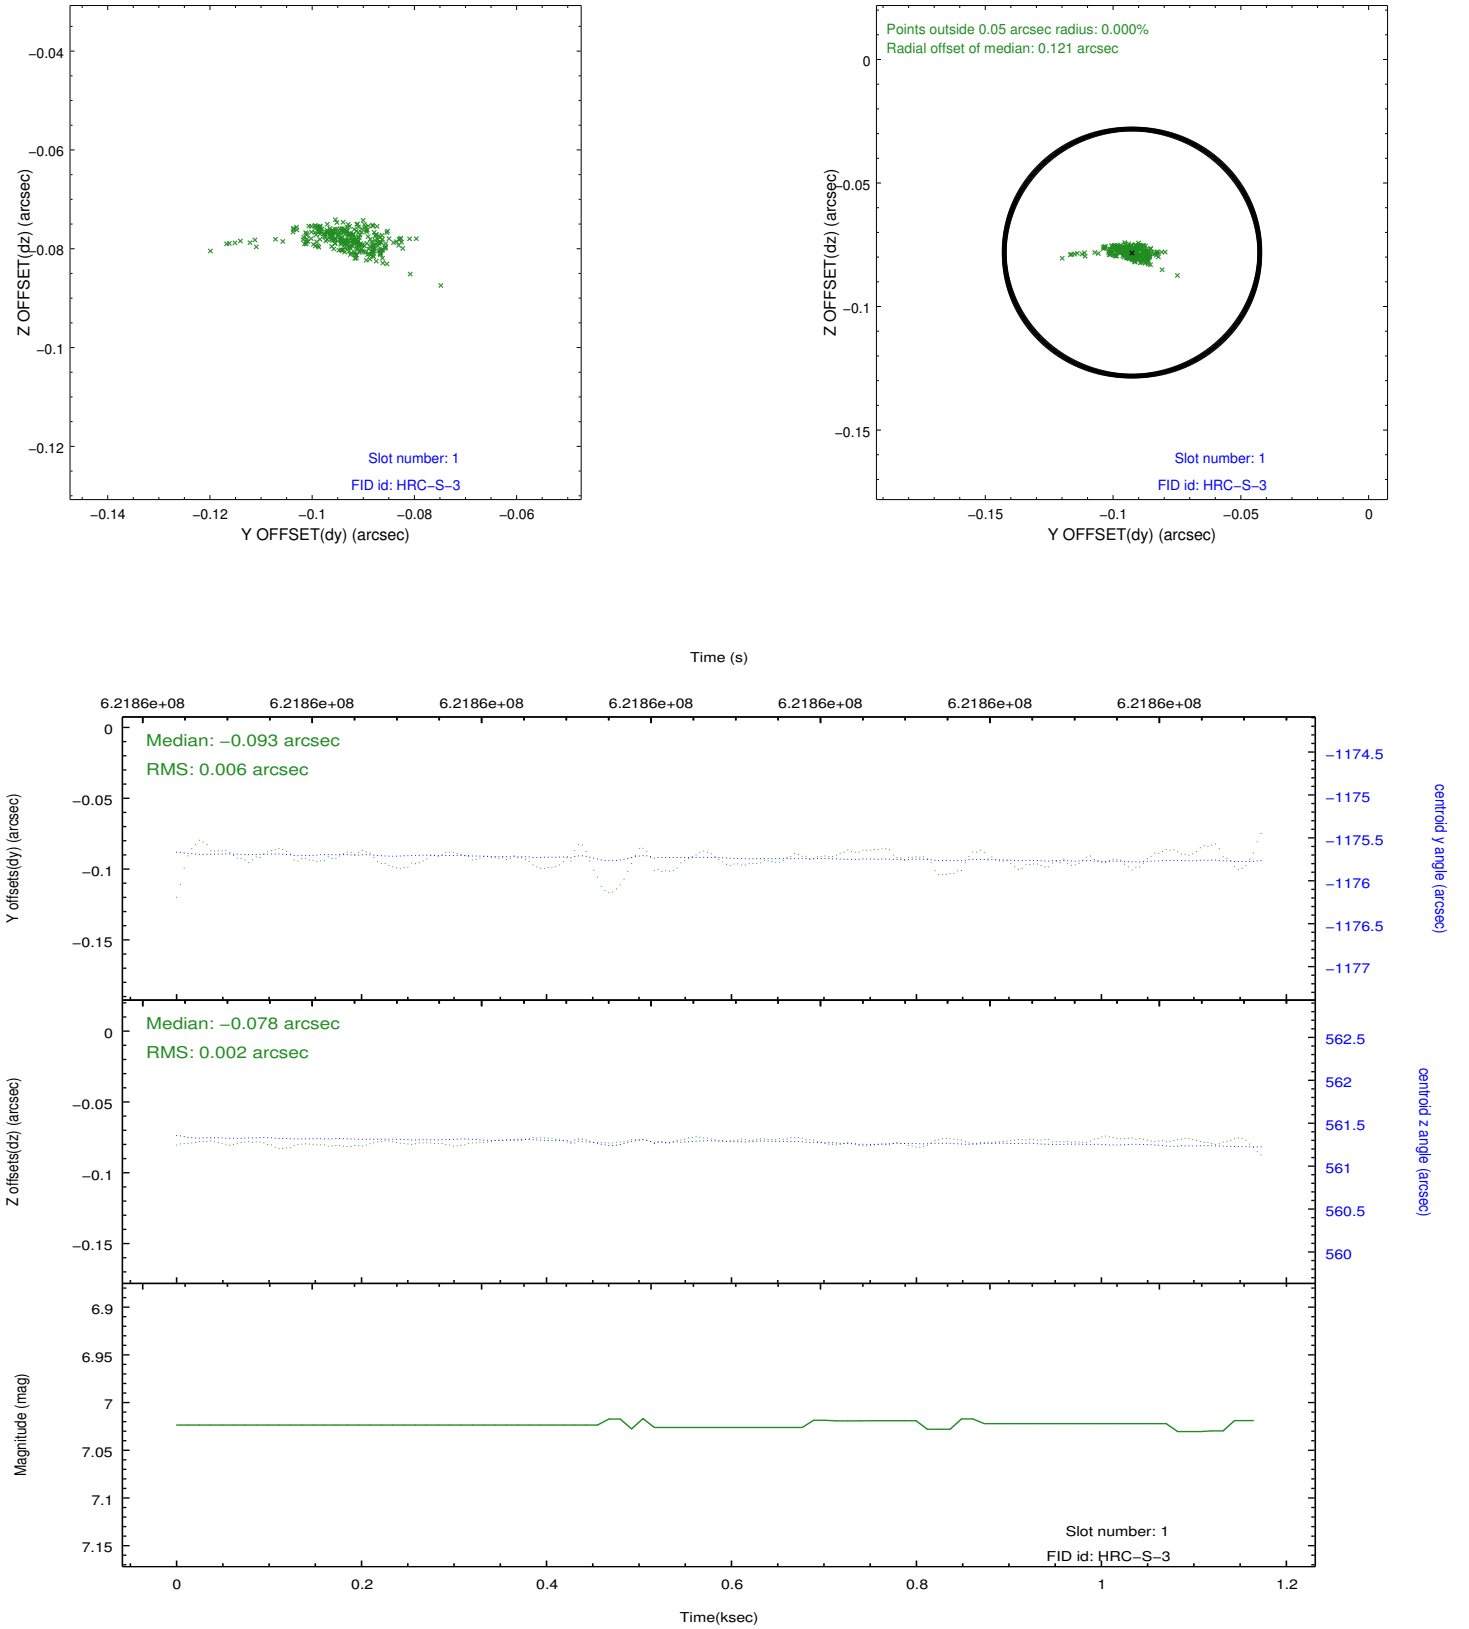 −0.04
−0.06
−0.08
−0.1
−0.12
Z OFFSET(dz) (arcsec)
Slot number: 1
FID id: HRC−S−3
−0.14
−0.12
−0.1
−0.08
−0.06
Y OFFSET(dy) (arcsec)
Points outside 0.05 arcsec radius: 0.000%
Radial offset of median: 0.121 arcsec
0
−0.05
−0.1
−0.15
Z OFFSET(dz) (arcsec)
Slot number: 1
FID id: HRC−S−3
−0.15
−0.1
−0.05
0
Y OFFSET(dy) (arcsec)
Time (s)
6.2186e+08
6.2186e+08
6.2186e+08
6.2186e+08
6.2186e+08
6.2186e+08
6.2186e+08
Median: −0.093 arcsec
RMS: 0.006 arcsec
0
−0.05
−0.1
−0.15
Y offsets(dy) (arcsec)
−1174.5
−1175
−1175.5
−1176
−1176.5
−1177
centroid y angle (arcsec)
Median: −0.078 arcsec
RMS: 0.002 arcsec
0
−0.05
−0.1
−0.15
Z offsets(dz) (arcsec)
562.5
562
561.5
561
560.5
560
centroid z angle (arcsec)
6.9
6.95
7
7.05
7.1
7.15
Magnitude (mag)
Slot number: 1
FID id: HRC−S−3
0
0.2
0.4
0.6
0.8
1
1.2
Time(ksec)